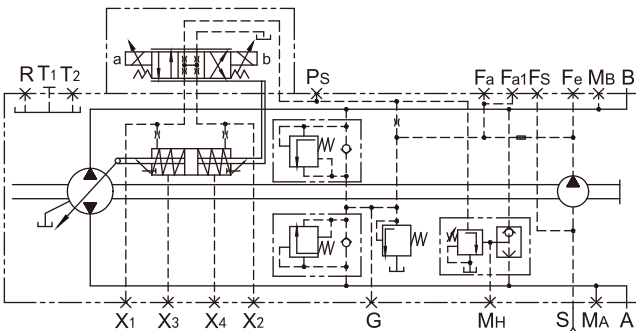 a b
R T1 T2 PS Fa Fa1 FS Fe MB B
X1 X3 X4 X2 G MH S MA A